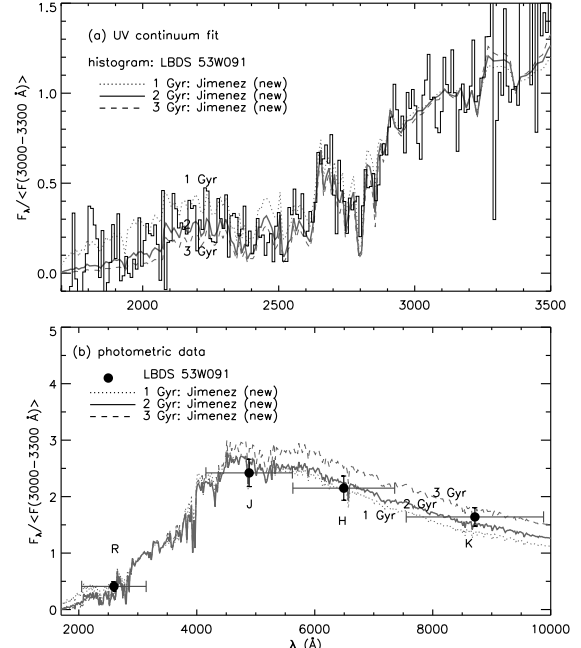 1.5
(a) UV continuum fit
histogram: LBDS 53W091
1 Gyr: Jimenez (new)
2 Gyr: Jimenez (new)
3 Gyr: Jimenez (new)
1.0
0.5
0.0
Fλ/<F(3000-3300 Å)>
1 Gyr
2
3 Gyr
2000
2500
3000
3500
5
(b) photometric data
LBDS 53W091
1 Gyr: Jimenez (new)
2 Gyr: Jimenez (new)
3 Gyr: Jimenez (new)
4
3
2
1
0
Fλ/<F(3000-3300 Å)>
R
J
H
K
1 Gyr
2 Gyr
3 Gyr
2000
4000
6000
8000
10000
λ (Å)